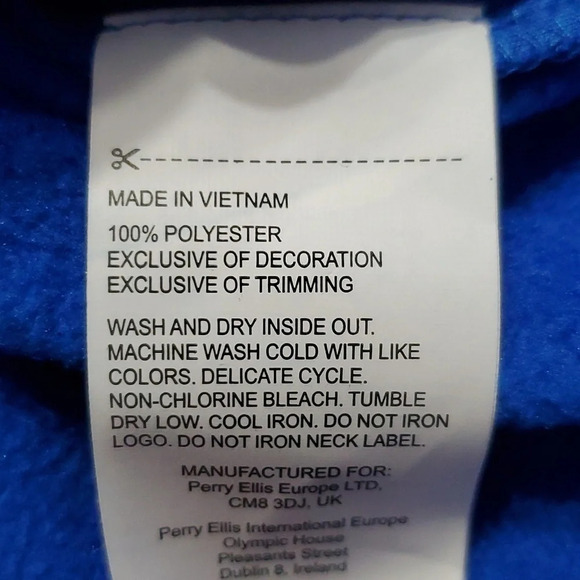 MADE IN VIETNAM
100% POLYESTER
EXCLUSIVE OF DECORATION
EXCLUSIVE OF TRIMMING
WASH AND DRY INSIDE OUT.
MACHINE WASH COLD WITH LIKE
COLORS. DELICATE CYCLE.
NON-CHLORINE BLEACH. TUMBLE
DRY LOW. COOL IRON. DO NOT IRON
LOGO. DO NOT IRON NECK LABEL.
MANUFACTURED FOR:
Perry Ellis Europe LTD,
CM8 3DJ, UK
Perry Ellis International Europe
Olympic House
Pleasants Street
Dublin 8, Ireland